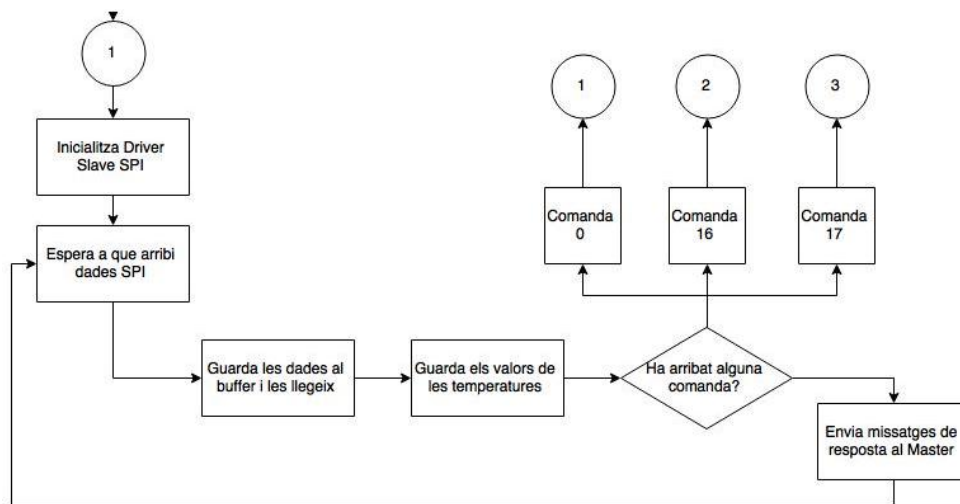 1
Inicialitza Driver
Slave SPI
Espera a que arribi
dades SPI
Guarda les dades al
buffer i les llegeix
Guarda els valors de
les temperatures
Ha arribat alguna
comanda?
Comanda
0
Comanda
16
Comanda
17
1
2
3
Envia missatges de
resposta al Master